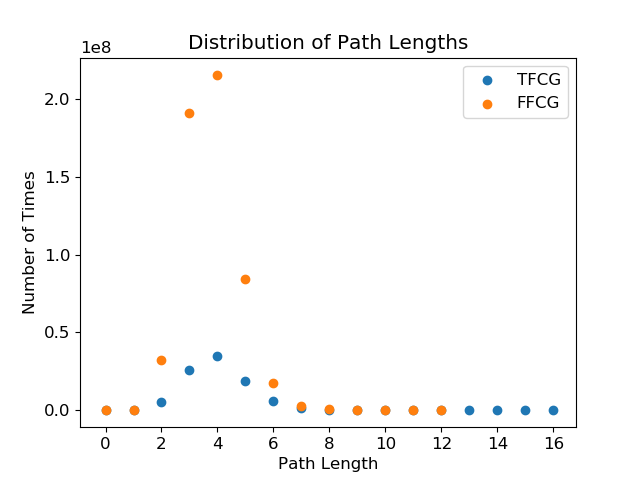 Distribution of Path Lengths
1e8
TFCG
FFCG
2.0
1.5
1.0
0.5
0.0
Number of Times
0 2 4 6 8 10 12 14 16
Path Length